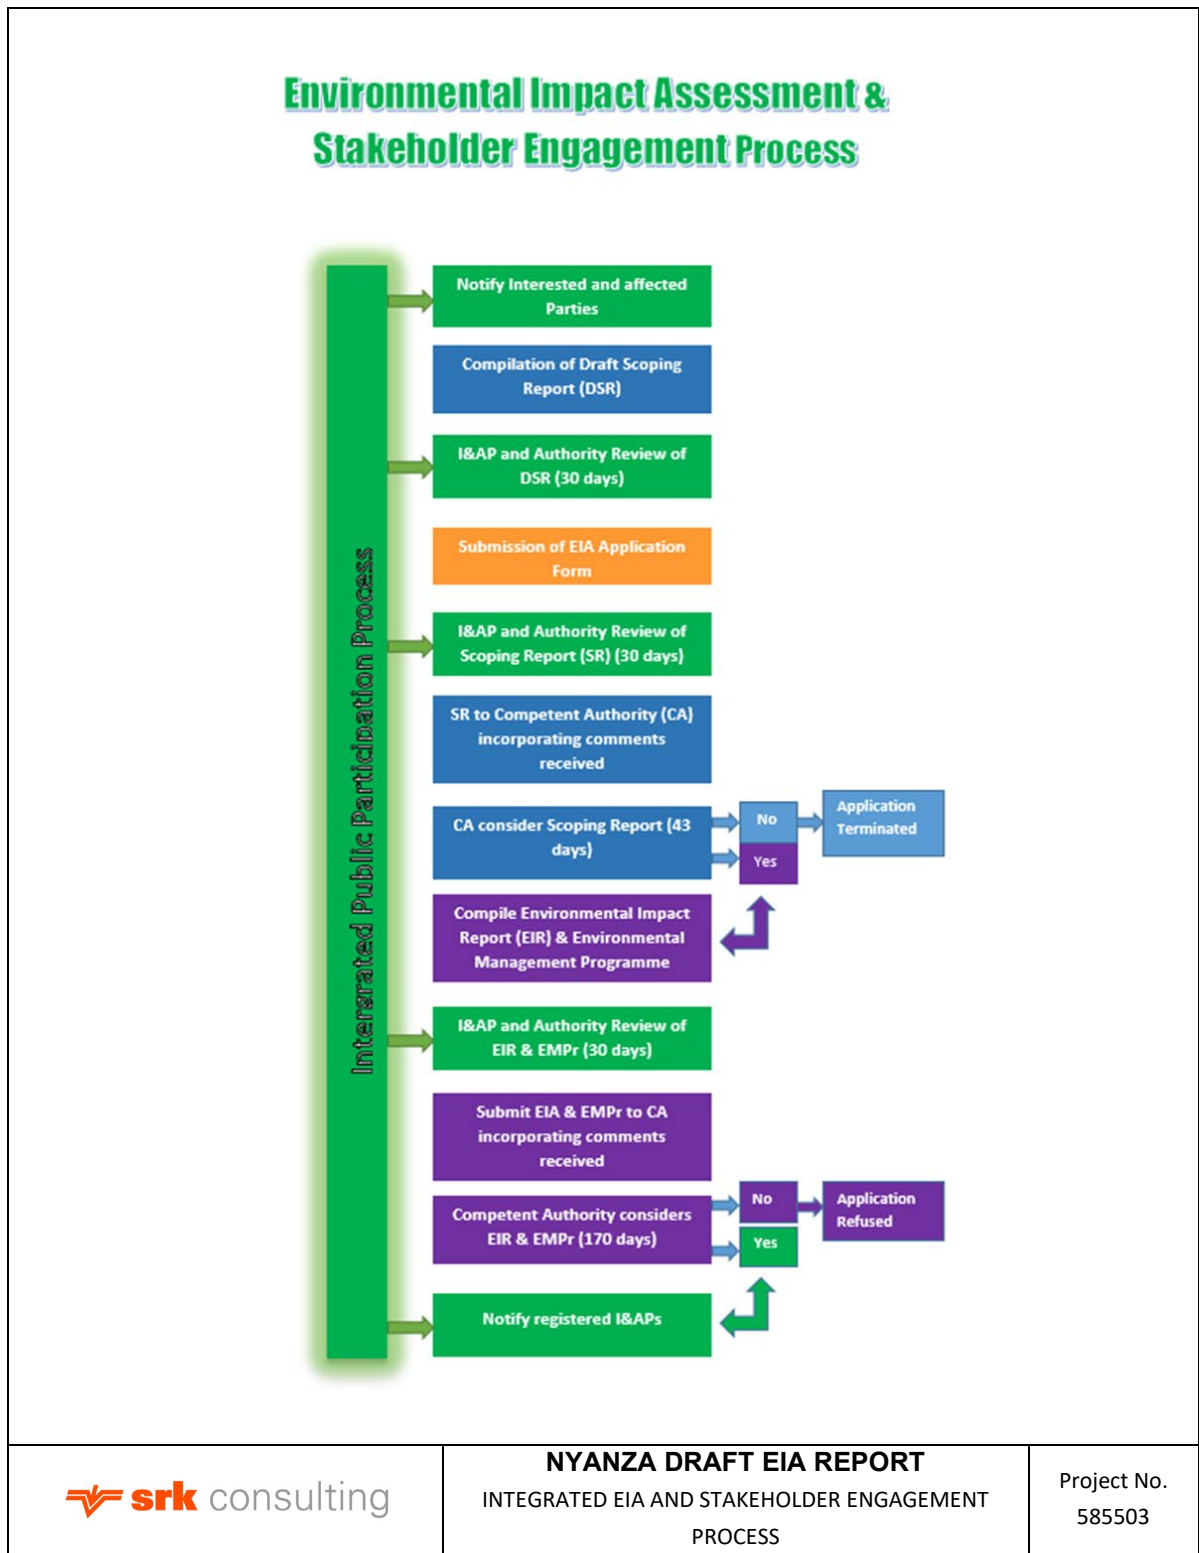 Environmental Impact Assessment &
Stakeholder Engagement Process
Intergrated Public Participation Process
Notify Interested and affected
Parties
Compilation of Draft Scoping
Report (DSR)
I&AP and Authority Review of
DSR (30 days)
Submission of EIA Application
Form
I&AP and Authority Review of
Scoping Report (SR) (30 days)
SR to Competent Authority (CA)
incorporating comments
received
CA consider Scoping Report (43
days)
No
Yes
Application
Terminated
Compile Environmental Impact
Report (EIR) & Environmental
Management Programme
I&AP and Authority Review of
EIR & EMPr (30 days)
Submit EIA & EMPr to CA
incorporating comments
received
Competent Authority considers
EIR & EMPr (170 days)
No
Yes
Application
Refused
Notify registered I&APs
srk consulting
NYANZA DRAFT EIA REPORT
INTEGRATED EIA AND STAKEHOLDER ENGAGEMENT
PROCESS
Project No.
585503